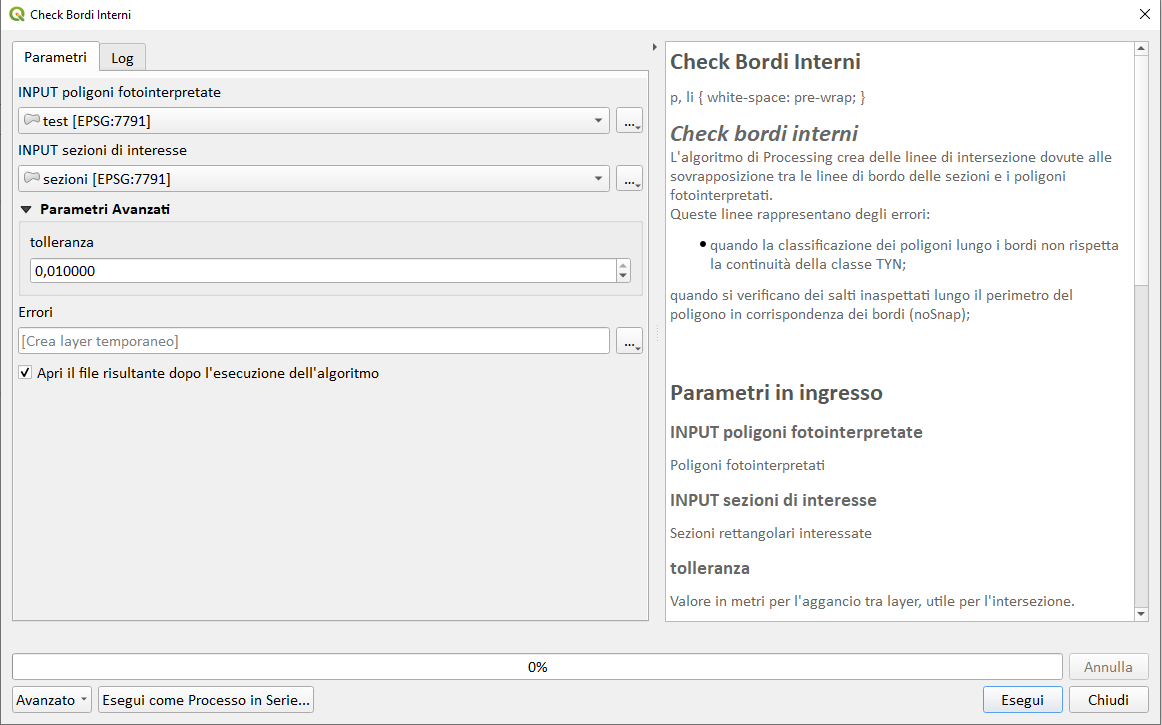 Check Bordi Interni
Parametri
Log
INPUT poligoni fotointerpretate
test [EPSG:7791]
...
INPUT sezioni di interesse
sezioni [EPSG:7791]
...
Parametri Avanzati
tolleranza
0,010000
Errori
[Crea layer temporaneo]
...
Apri il file risultante dopo l'esecuzione dell'algoritmo
Check Bordi Interni
p, li { white-space: pre-wrap; }
Check bordi interni
L'algoritmo di Processing crea delle linee di intersezione dovute alle
sovrapposizione tra le linee di bordo delle sezioni e i poligoni
fotointerpretati.
Queste linee rappresentano degli errori:
• quando la classificazione dei poligoni lungo i bordi non rispetta
la continuità della classe TYN;
quando si verificano dei salti inaspettati lungo il perimetro del
poligono in corrispondenza dei bordi (noSnap);
Parametri in ingresso
INPUT poligoni fotointerpretate
Poligoni fotointerpretati
INPUT sezioni di interesse
Sezioni rettangolari interessate
tolleranza
Valore in metri per l'aggancio tra layer, utile per l'intersezione.
0%
Annulla
Avanzato
Esegui come Processo in Serie...
Esegui
Chiudi